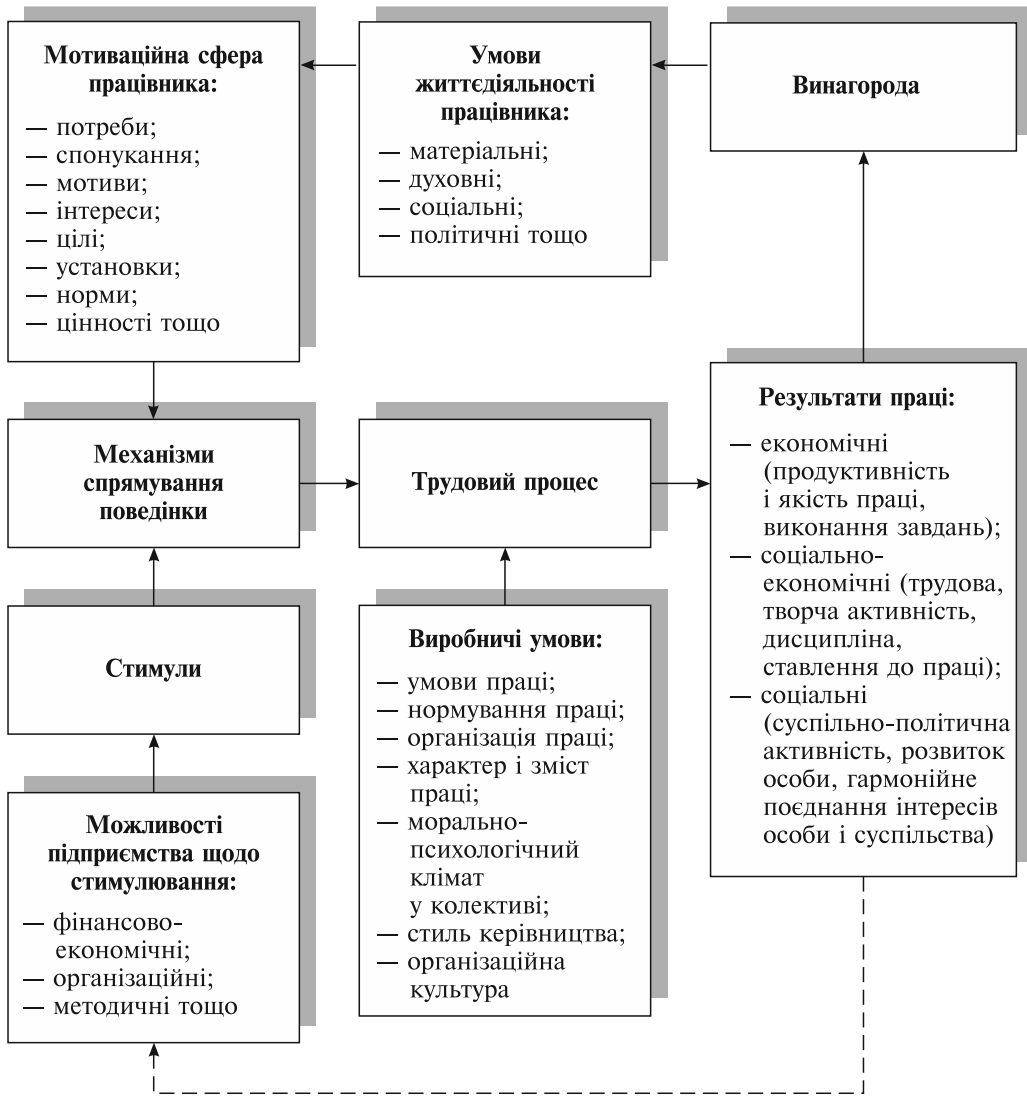 Мотиваційна сфера
працівника:
— потреби;
— спонукання;
— мотиви;
— інтереси;
— цілі;
— установки;
— норми;
— цінності тощо
Умови
життєдіяльності
працівника:
— матеріальні;
— духовні;
— соціальні;
— політичні тощо
Винагорода
Механізми
спрямування
поведінки
Трудовий процес
Результати праці:
— економічні
(продуктивність
і якість праці,
виконання завдань);
— соціально-
економічні (трудова,
творча активність,
дисципліна,
ставлення до праці);
— соціальні
(суспільно-політична
активність, розвиток
особи, гармонійне
поєднання інтересів
особи і суспільства)
Стимули
Виробничі умови:
— умови праці;
— нормування праці;
— організація праці;
— характер і зміст
праці;
— морально-
психологічний
клімат
у колективі;
— стиль керівництва;
— організаційна
культура
Можливості
підприємства щодо
стимулювання:
— фінансово-
економічні;
— організаційні;
— методичні тощо